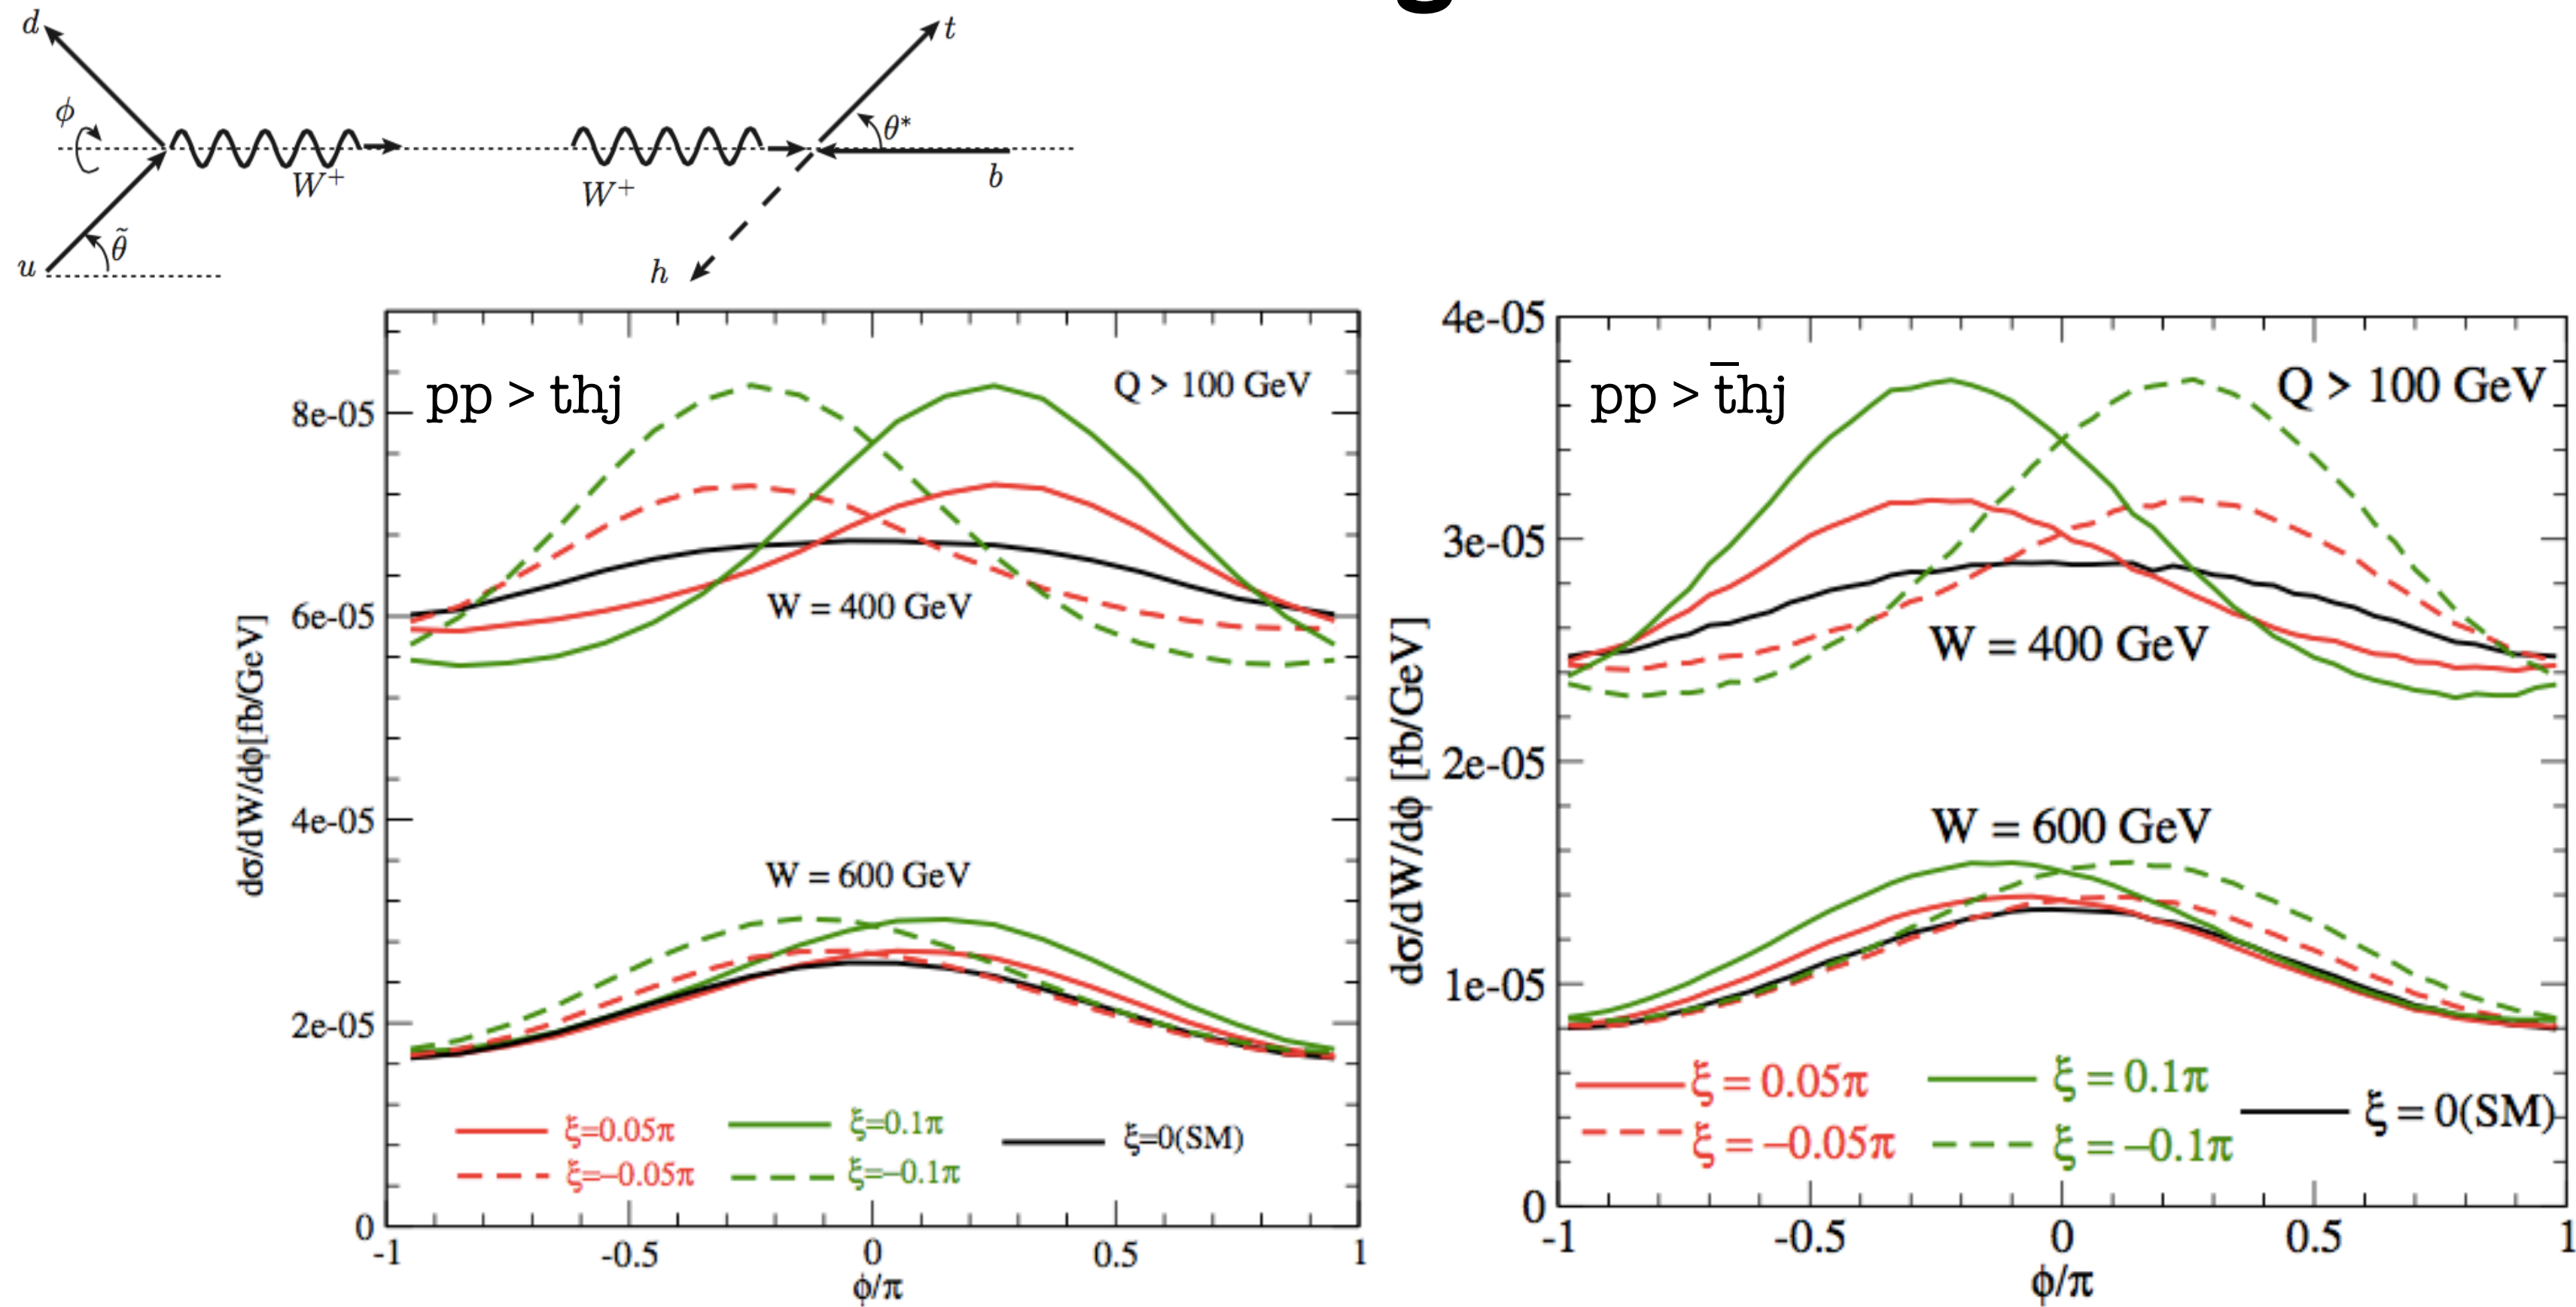 g
d
t
ϕ
θ*
W⁺
W⁺
b
u
θ̃
h
pp > thj
Q > 100 GeV
W = 400 GeV
W = 600 GeV
dσ/dW/dϕ[fb/GeV]
8e-05
6e-05
4e-05
2e-05
0
ξ=0.05π
ξ=0.1π
ξ=0(SM)
ξ=–0.05π
ξ=–0.1π
-1
-0.5
0
0.5
1
ϕ/π
pp > t̄hj
Q > 100 GeV
W = 400 GeV
W = 600 GeV
dσ/dW/dϕ [fb/GeV]
4e-05
3e-05
2e-05
1e-05
0
ξ = 0.05π
ξ = 0.1π
ξ = 0(SM)
ξ = –0.05π
ξ = –0.1π
-1
-0.5
0
0.5
1
ϕ/π